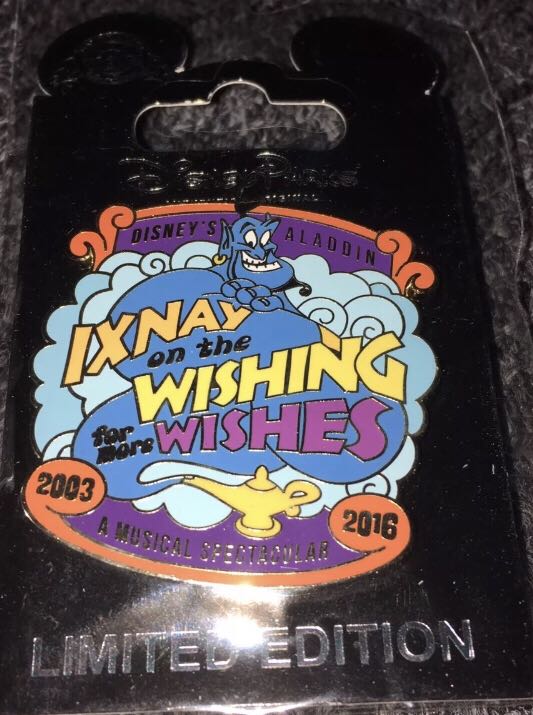 Disney Parks
DISNEY'S ALADDIN
IXNAY
on the
WISHING
for more WISHES
2003
2016
A MUSICAL SPECTACULAR
LIMITED EDITION